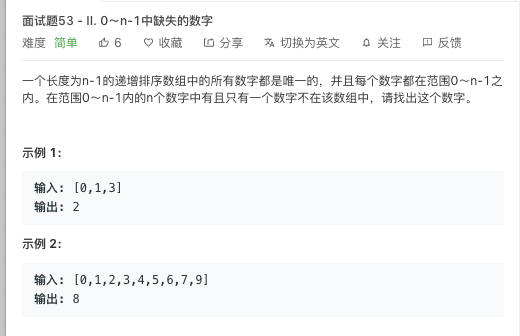 面试题53 - II. 0～n-1中缺失的数字
难度 简单 6 收藏 分享 切换为英文 关注 反馈
一个长度为n-1的递增排序数组中的所有数字都是唯一的，并且每个数字都在范围0～n-1之
内。在范围0～n-1内的n个数字中有且只有一个数字不在该数组中，请找出这个数字。
示例 1:
输入: [0,1,3]
输出: 2
示例 2:
输入: [0,1,2,3,4,5,6,7,9]
输出: 8